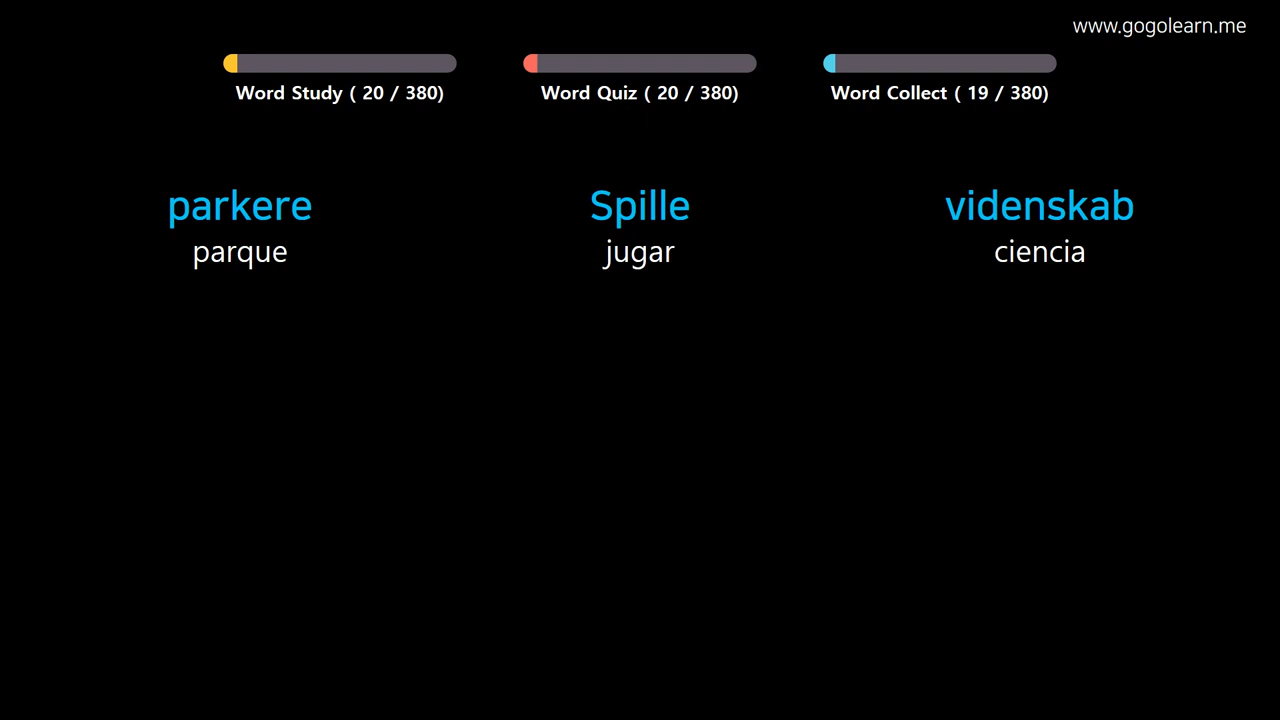 www.gogolearn.me
Word Study ( 20 / 380)
Word Quiz ( 20 / 380)
Word Collect ( 19 / 380)
parkere
parque
Spille
jugar
videnskab
ciencia